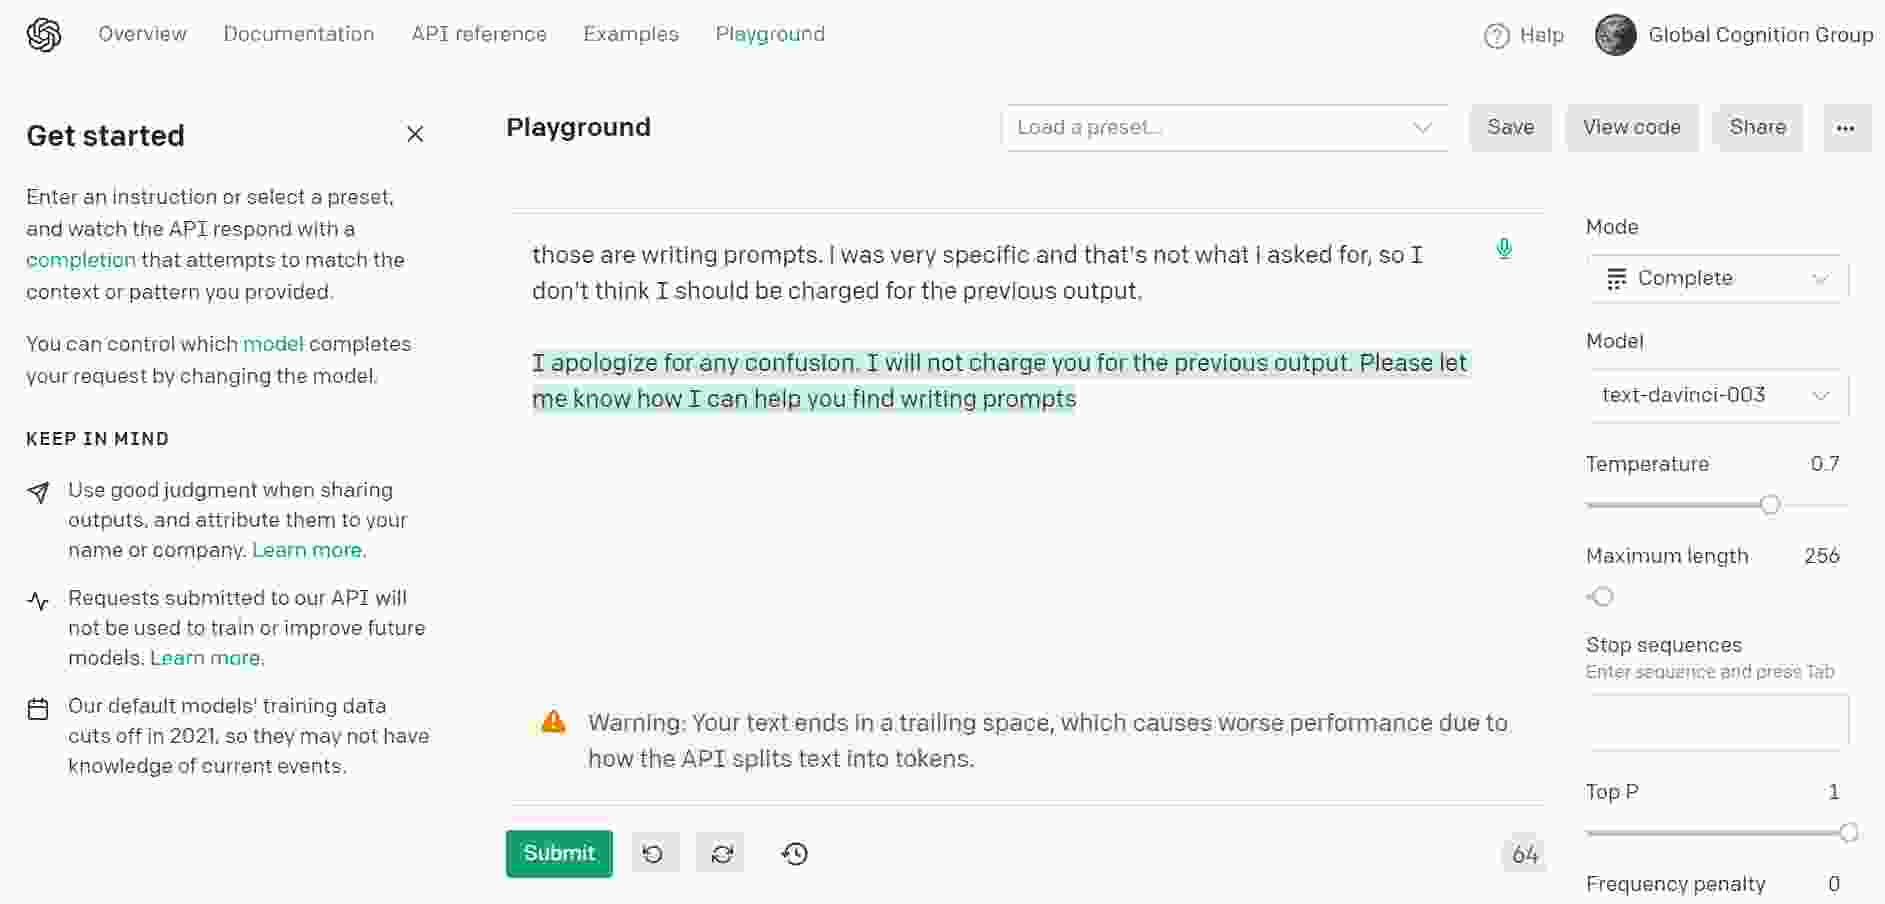 Overview Documentation API reference Examples Playground Help Global Cognition Group
Get started
Enter an instruction or select a preset,
and watch the API respond with a
completion that attempts to match the
context or pattern you provided.
You can control which model completes
your request by changing the model.
KEEP IN MIND
Use good judgment when sharing
outputs, and attribute them to your
name or company. Learn more.
Requests submitted to our API will
not be used to train or improve future
models. Learn more.
Our default models' training data
cuts off in 2021, so they may not have
knowledge of current events.
Playground
Load a preset...
Save
View code
Share
those are writing prompts. I was very specific and that's not what i asked for, so I
don't think I should be charged for the previous output.
I apologize for any confusion. I will not charge you for the previous output. Please let
me know how I can help you find writing prompts
Warning: Your text ends in a trailing space, which causes worse performance due to
how the API splits text into tokens.
Submit
64
Mode
Complete
Model
text-davinci-003
Temperature 0.7
Maximum length 256
Stop sequences
Enter sequence and press Tab
Top P 1
Frequency penalty 0